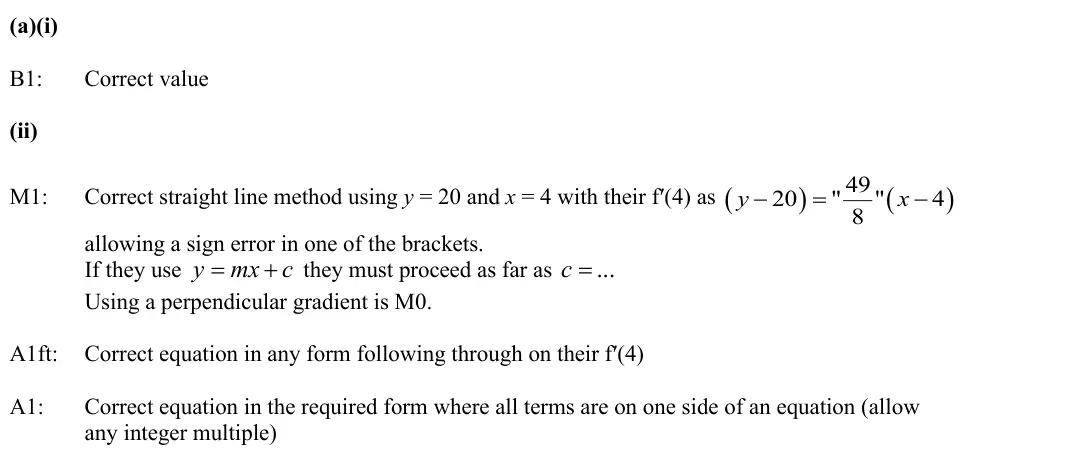 (a)(i)
B1: Correct value
(ii)
M1: Correct straight line method using y = 20 and x = 4 with their f'(4) as (y − 20) = "49/8"(x − 4)
allowing a sign error in one of the brackets.
If they use y = mx + c they must proceed as far as c = ...
Using a perpendicular gradient is M0.
A1ft: Correct equation in any form following through on their f'(4)
A1: Correct equation in the required form where all terms are on one side of an equation (allow
any integer multiple)